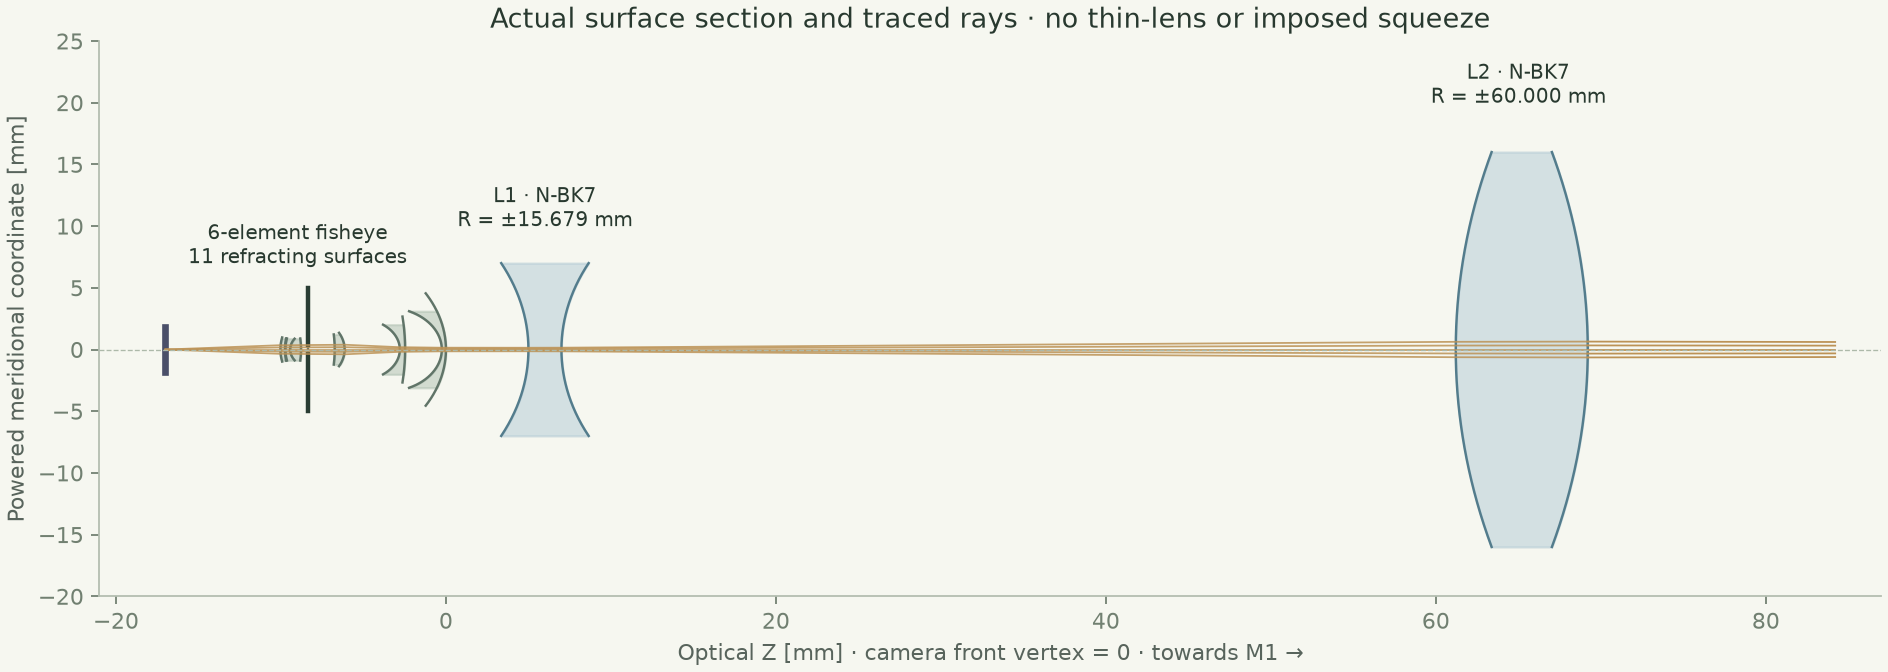 Actual surface section and traced rays · no thin-lens or imposed squeeze
25
20
15
10
5
0
−5
−10
−15
−20
Powered meridional coordinate [mm]
L2 · N-BK7
R = ±60.000 mm
L1 · N-BK7
R = ±15.679 mm
6-element fisheye
11 refracting surfaces
−20
0
20
40
60
80
Optical Z [mm] · camera front vertex = 0 · towards M1 →